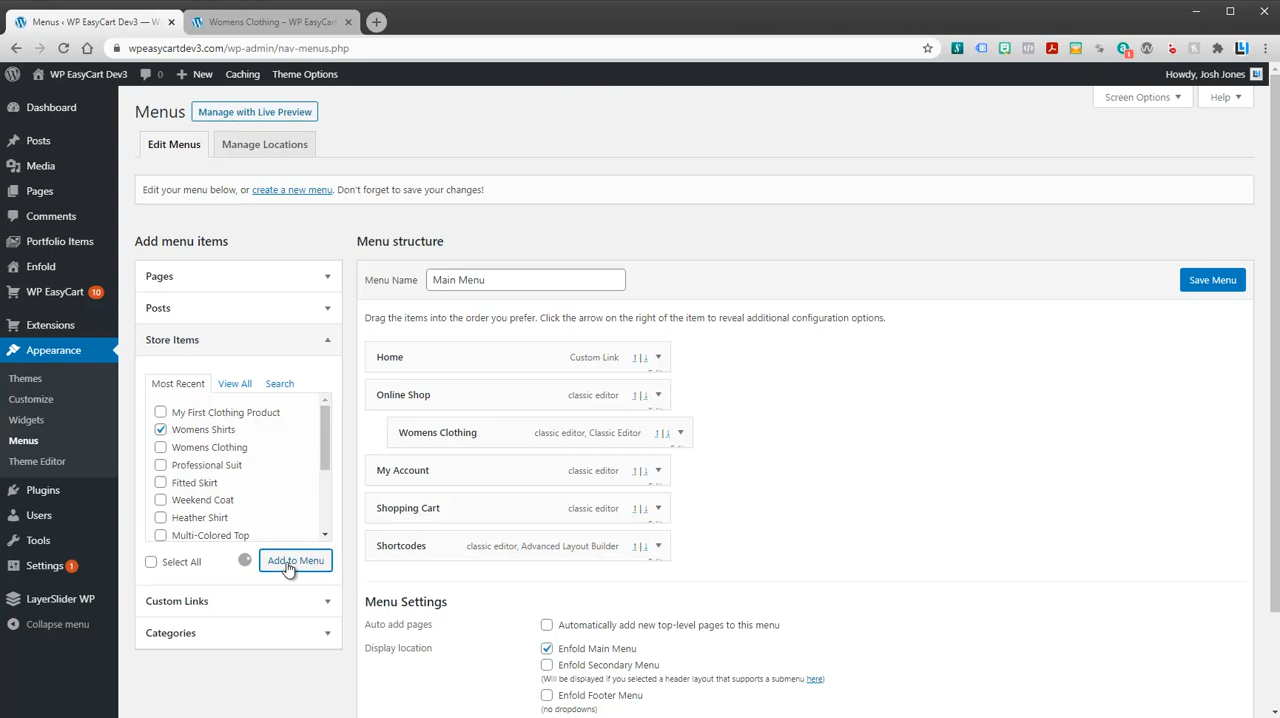 Menus ‹ WP EasyCart Dev3 — W
Womens Clothing – WP EasyCart
wpeasycartdev3.com/wp-admin/nav-menus.php
WP EasyCart Dev3
New
Caching
Theme Options
Howdy, Josh Jones
Dashboard
Posts
Media
Pages
Comments
Portfolio Items
Enfold
WP EasyCart 10
Extensions
Appearance
Themes
Customize
Widgets
Menus
Theme Editor
Plugins
Users
Tools
Settings 1
LayerSlider WP
Collapse menu
Menus
Manage with Live Preview
Screen Options
Help
Edit Menus
Manage Locations
Edit your menu below, or create a new menu. Don't forget to save your changes!
Add menu items
Pages
Posts
Store Items
Most Recent
View All
Search
My First Clothing Product
Womens Shirts
Womens Clothing
Professional Suit
Fitted Skirt
Weekend Coat
Heather Shirt
Multi-Colored Top
Select All
Add to Menu
Custom Links
Categories
Menu structure
Menu Name
Main Menu
Save Menu
Drag the items into the order you prefer. Click the arrow on the right of the item to reveal additional configuration options.
Home Custom Link ↑|↓
Online Shop classic editor ↑|↓
Womens Clothing classic editor, Classic Editor ↑|↓
My Account classic editor ↑|↓
Shopping Cart classic editor ↑|↓
Shortcodes classic editor, Advanced Layout Builder ↑|↓
Menu Settings
Auto add pages
Automatically add new top-level pages to this menu
Display location
Enfold Main Menu
Enfold Secondary Menu
(Will be displayed if you selected a header layout that supports a submenu here)
Enfold Footer Menu
(no dropdowns)